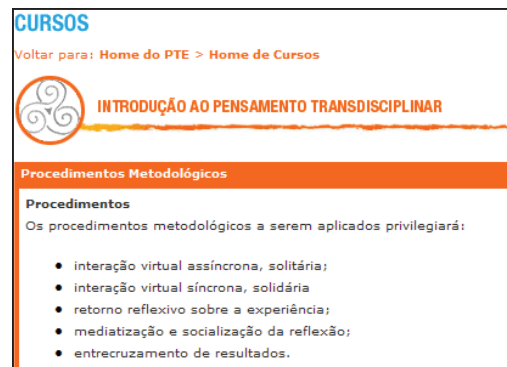 CURSOS
Voltar para: Home do PTE > Home de Cursos
INTRODUÇÃO AO PENSAMENTO TRANSDISCIPLINAR
Procedimentos Metodológicos
Procedimentos
Os procedimentos metodológicos a serem aplicados privilegiará:
• interação virtual assíncrona, solitária;
• interação virtual síncrona, solidária
• retorno reflexivo sobre a experiência;
• mediatização e socialização da reflexão;
• entrecruzamento de resultados.